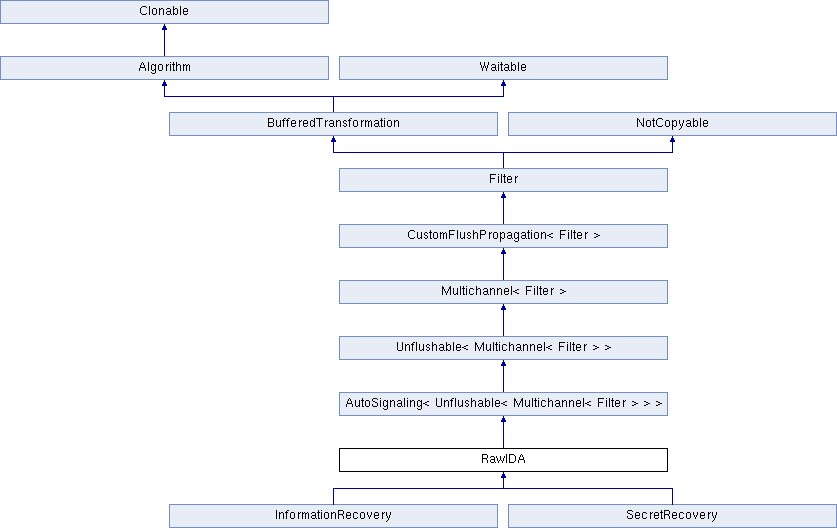 Clonable
Algorithm
Waitable
BufferedTransformation
NotCopyable
Filter
CustomFlushPropagation< Filter >
Multichannel< Filter >
Unflushable< Multichannel< Filter > >
AutoSignaling< Unflushable< Multichannel< Filter > > >
RawIDA
InformationRecovery
SecretRecovery